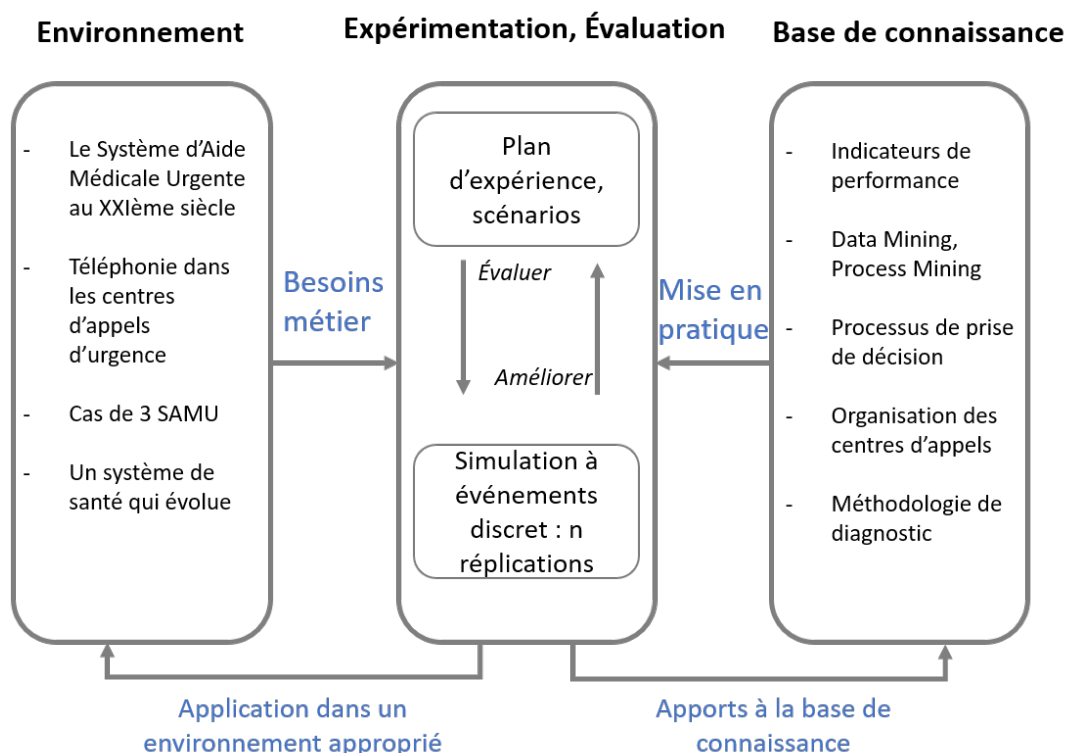 Environnement
Expérimentation, Évaluation
Base de connaissance
- Le Système d’Aide
Médicale Urgente
au XXIème siècle
- Téléphonie dans
les centres
d’appels
d’urgence
- Cas de 3 SAMU
- Un système de
santé qui évolue
Besoins
métier
Plan
d’expérience,
scénarios
Évaluer
Améliorer
Simulation à
événements
discret : n
réplications
Mise en
pratique
- Indicateurs de
performance
- Data Mining,
Process Mining
- Processus de prise
de décision
- Organisation des
centres d’appels
- Méthodologie de
diagnostic
Application dans un
environnement approprié
Apports à la base de
connaissance